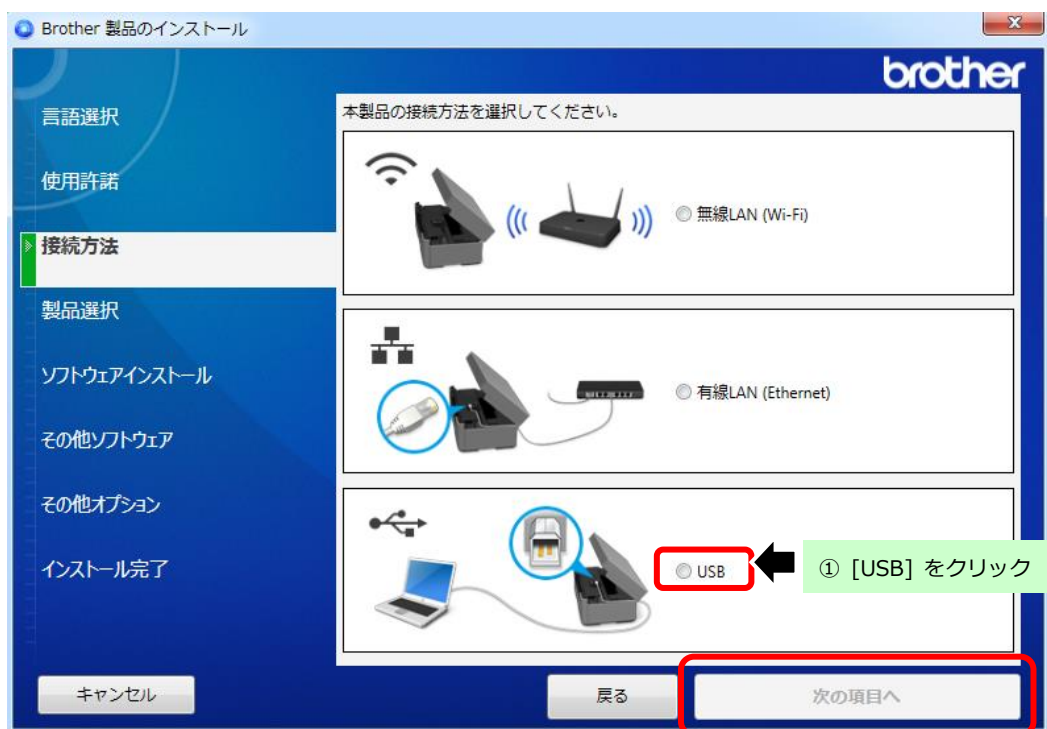 Brother 製品のインストール
brother
言語選択
使用許諾
接続方法
製品選択
ソフトウェアインストール
その他ソフトウェア
その他オプション
インストール完了
本製品の接続方法を選択してください。
無線LAN (Wi-Fi)
有線LAN (Ethernet)
USB
① [USB] をクリック
キャンセル
戻る
次の項目へ